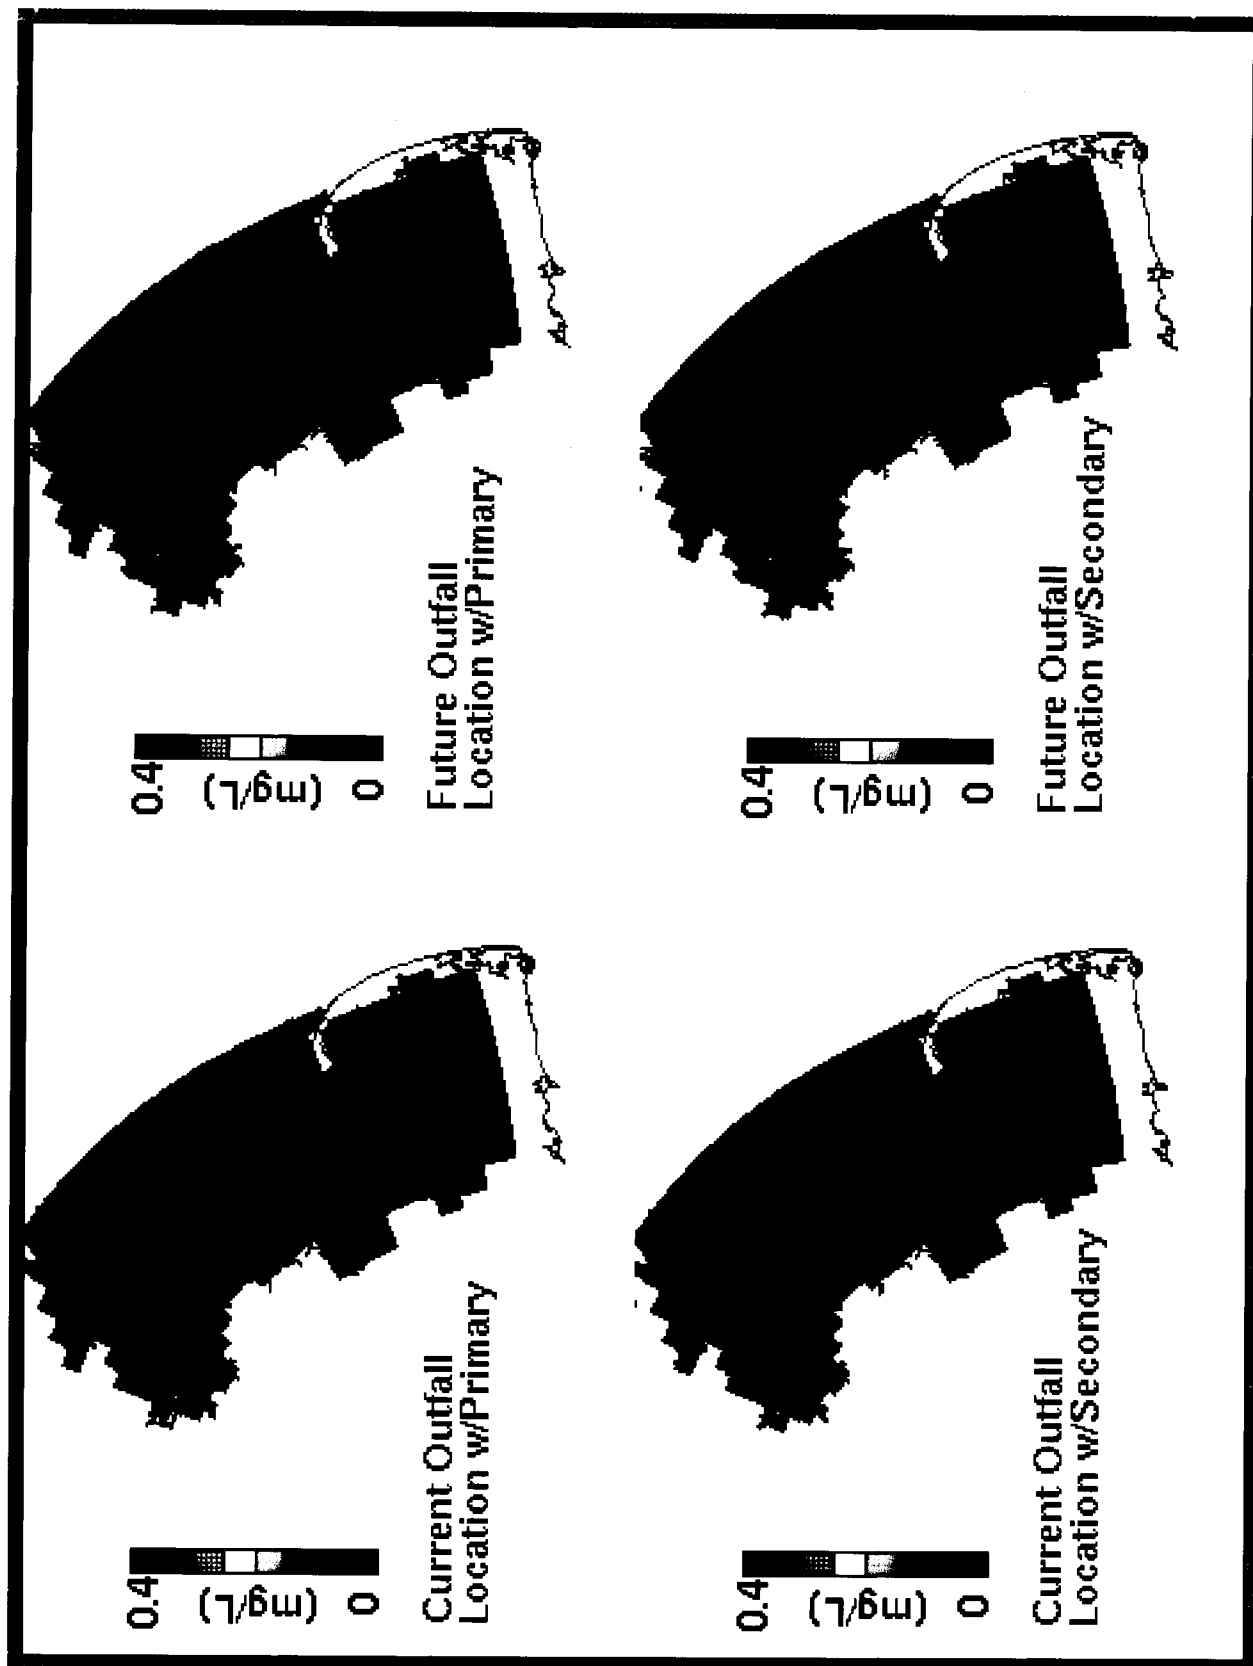 0.4
(mg/L)
0
Current Outfall
Location w/Primary
0.4
(mg/L)
0
Future Outfall
Location w/Primary
0.4
(mg/L)
0
Current Outfall
Location w/Secondary
0.4
(mg/L)
0
Future Outfall
Location w/Secondary